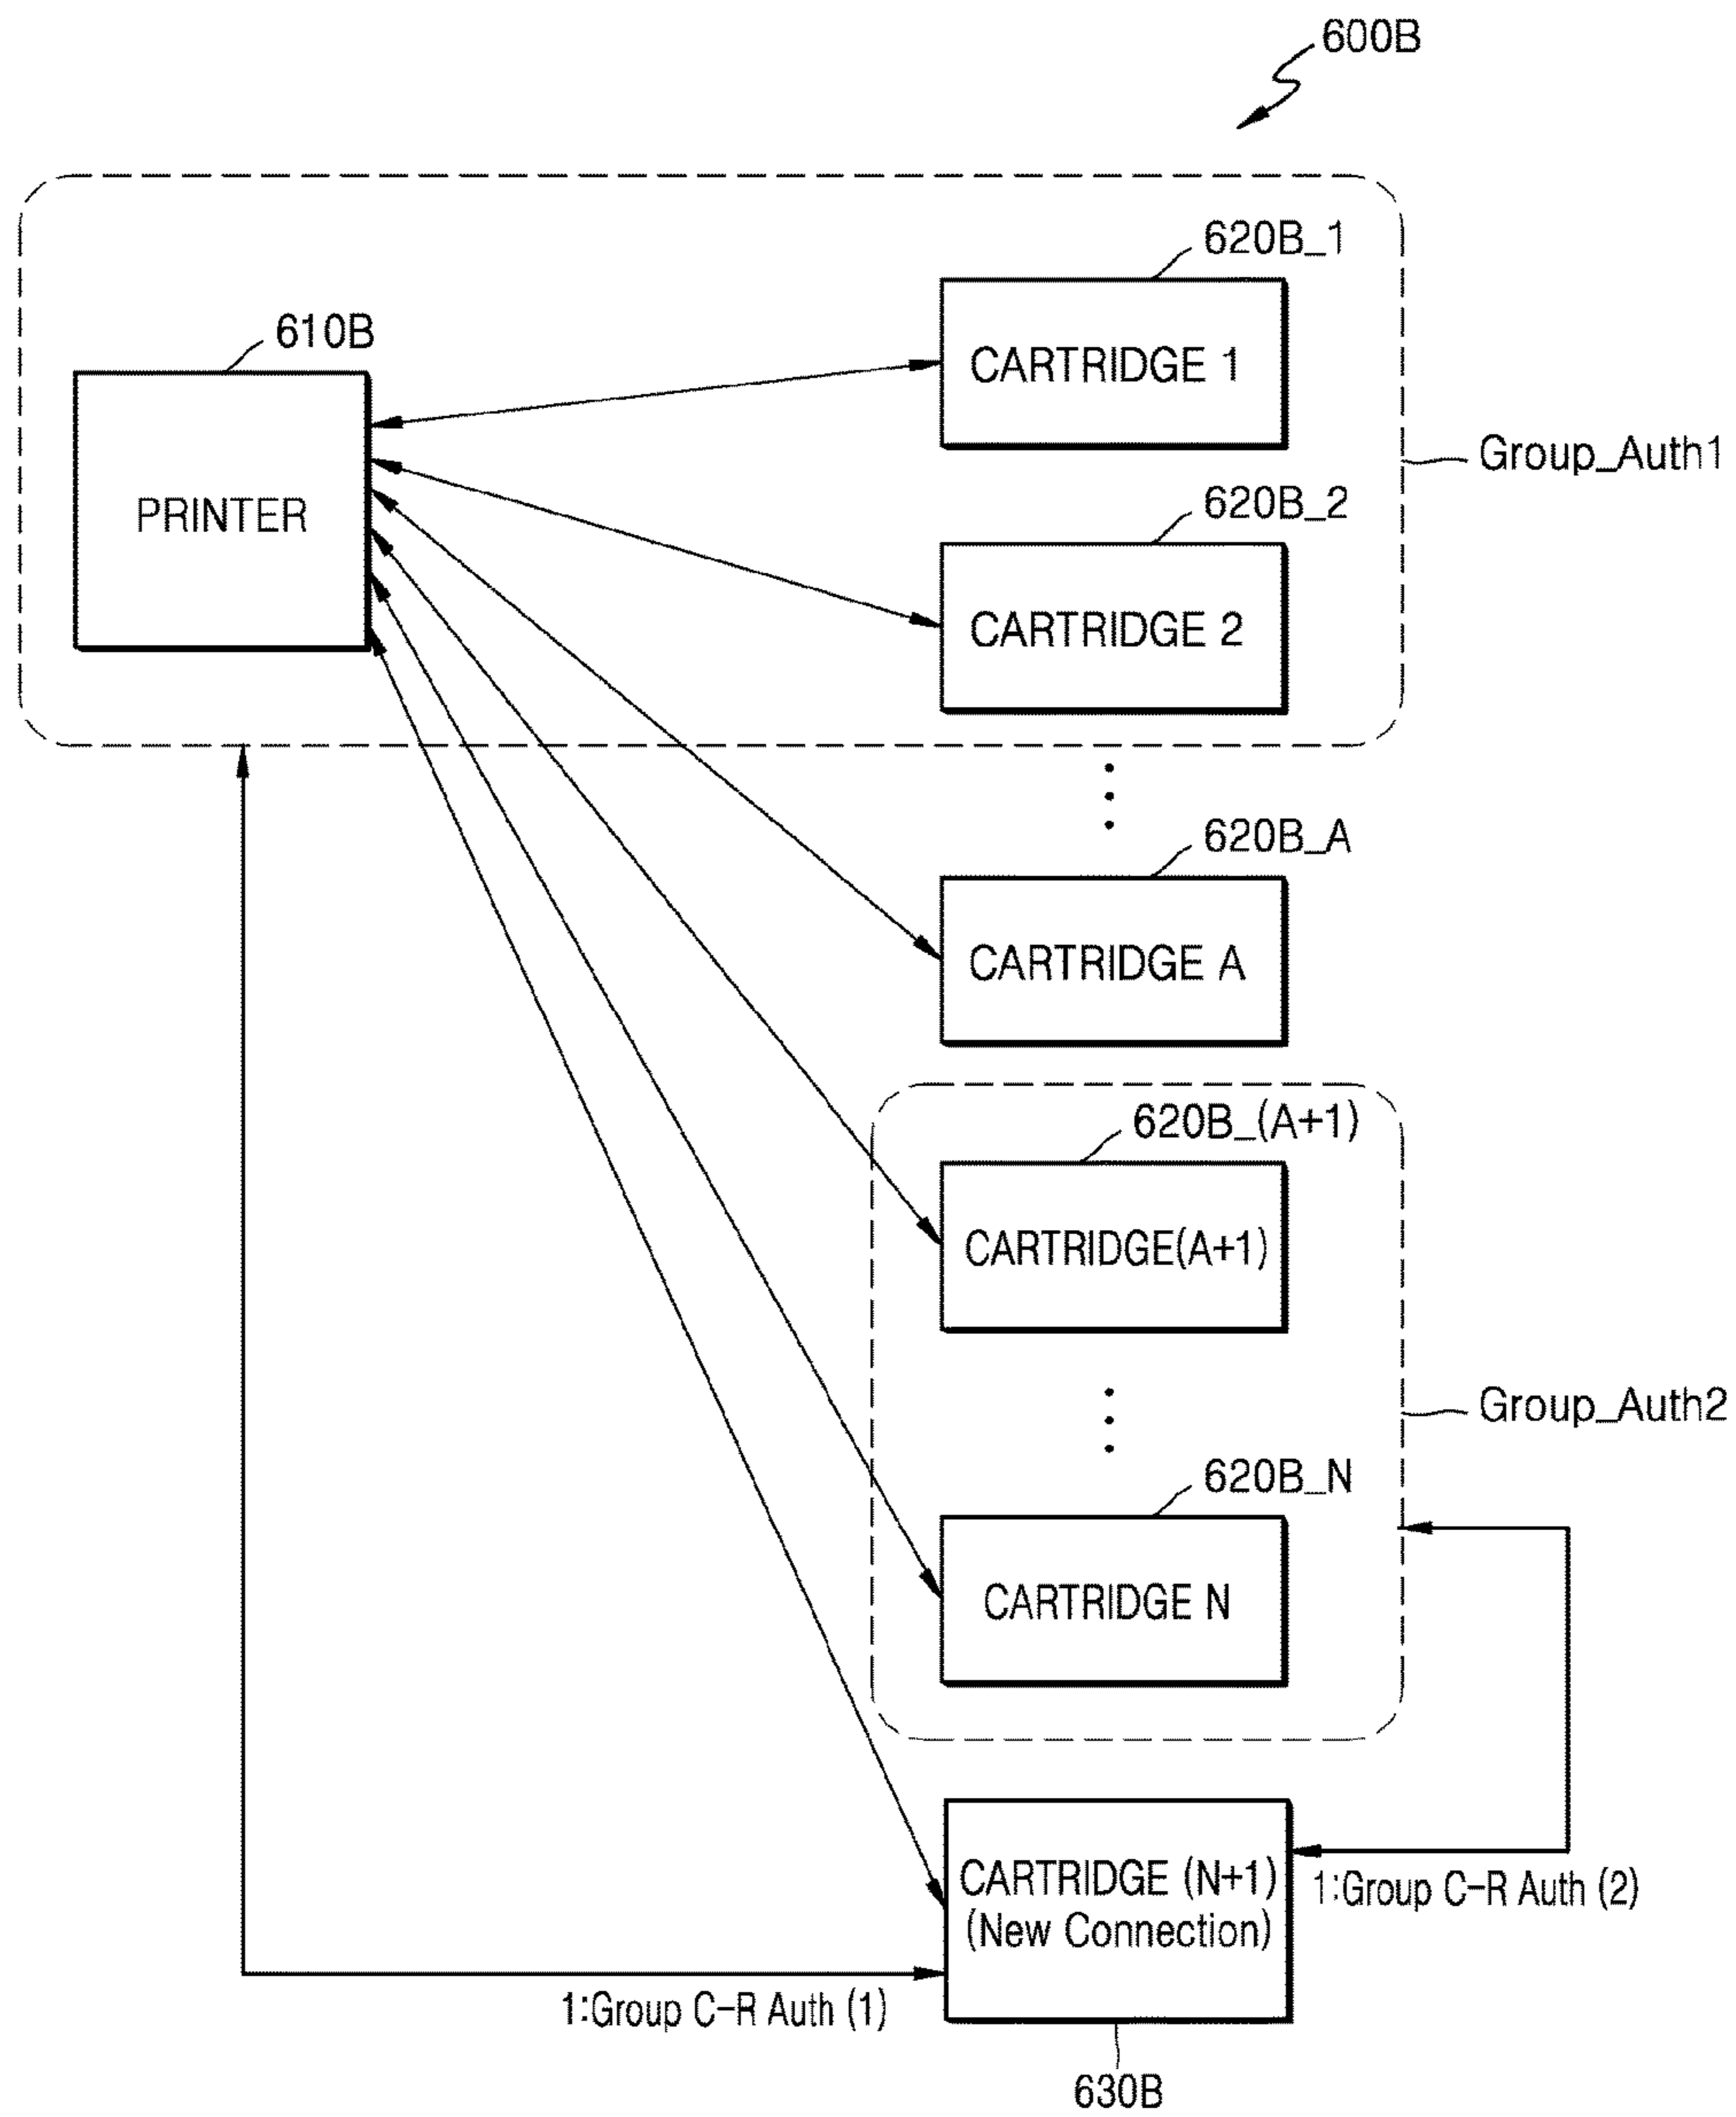 600B
620B_1
610B
CARTRIDGE 1
Group_Auth1
PRINTER
620B_2
CARTRIDGE 2
620B_A
CARTRIDGE A
620B_(A+1)
CARTRIDGE(A+1)
Group_Auth2
620B_N
CARTRIDGE N
CARTRIDGE (N+1)
(New Connection)
1:Group C-R Auth (2)
1:Group C-R Auth (1)
630B